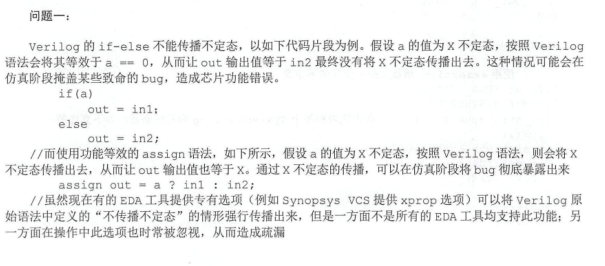 问题一：
Verilog 的 if-else 不能传播不定态，以如下代码片段为例。假设 a 的值为 X 不定态，按照 Verilog
语法会将其等效于 a == 0，从而让 out 输出值等于 in2 最终没有将 X 不定态传播出去。这种情况可能会在
仿真阶段掩盖某些致命的 bug，造成芯片功能错误。
if(a)
out = in1;
else
out = in2;
//而使用功能等效的 assign 语法，如下所示，假设 a 的值为 X 不定态，按照 Verilog 语法，则会将 X
不定态传播出去，从而让 out 输出值也等于 X。通过 X 不定态的传播，可以在仿真阶段将 bug 彻底暴露出来
assign out = a ? in1 : in2;
//虽然现在有的 EDA 工具提供专有选项（例如 Synopsys VCS 提供 xprop 选项）可以将 Verilog 原
始语法中定义的“不传播不定态”的情形强行传播出来，但是一方面不是所有的 EDA 工具均支持此功能；另
一方面在操作中此选项也时常被忽视，从而造成疏漏